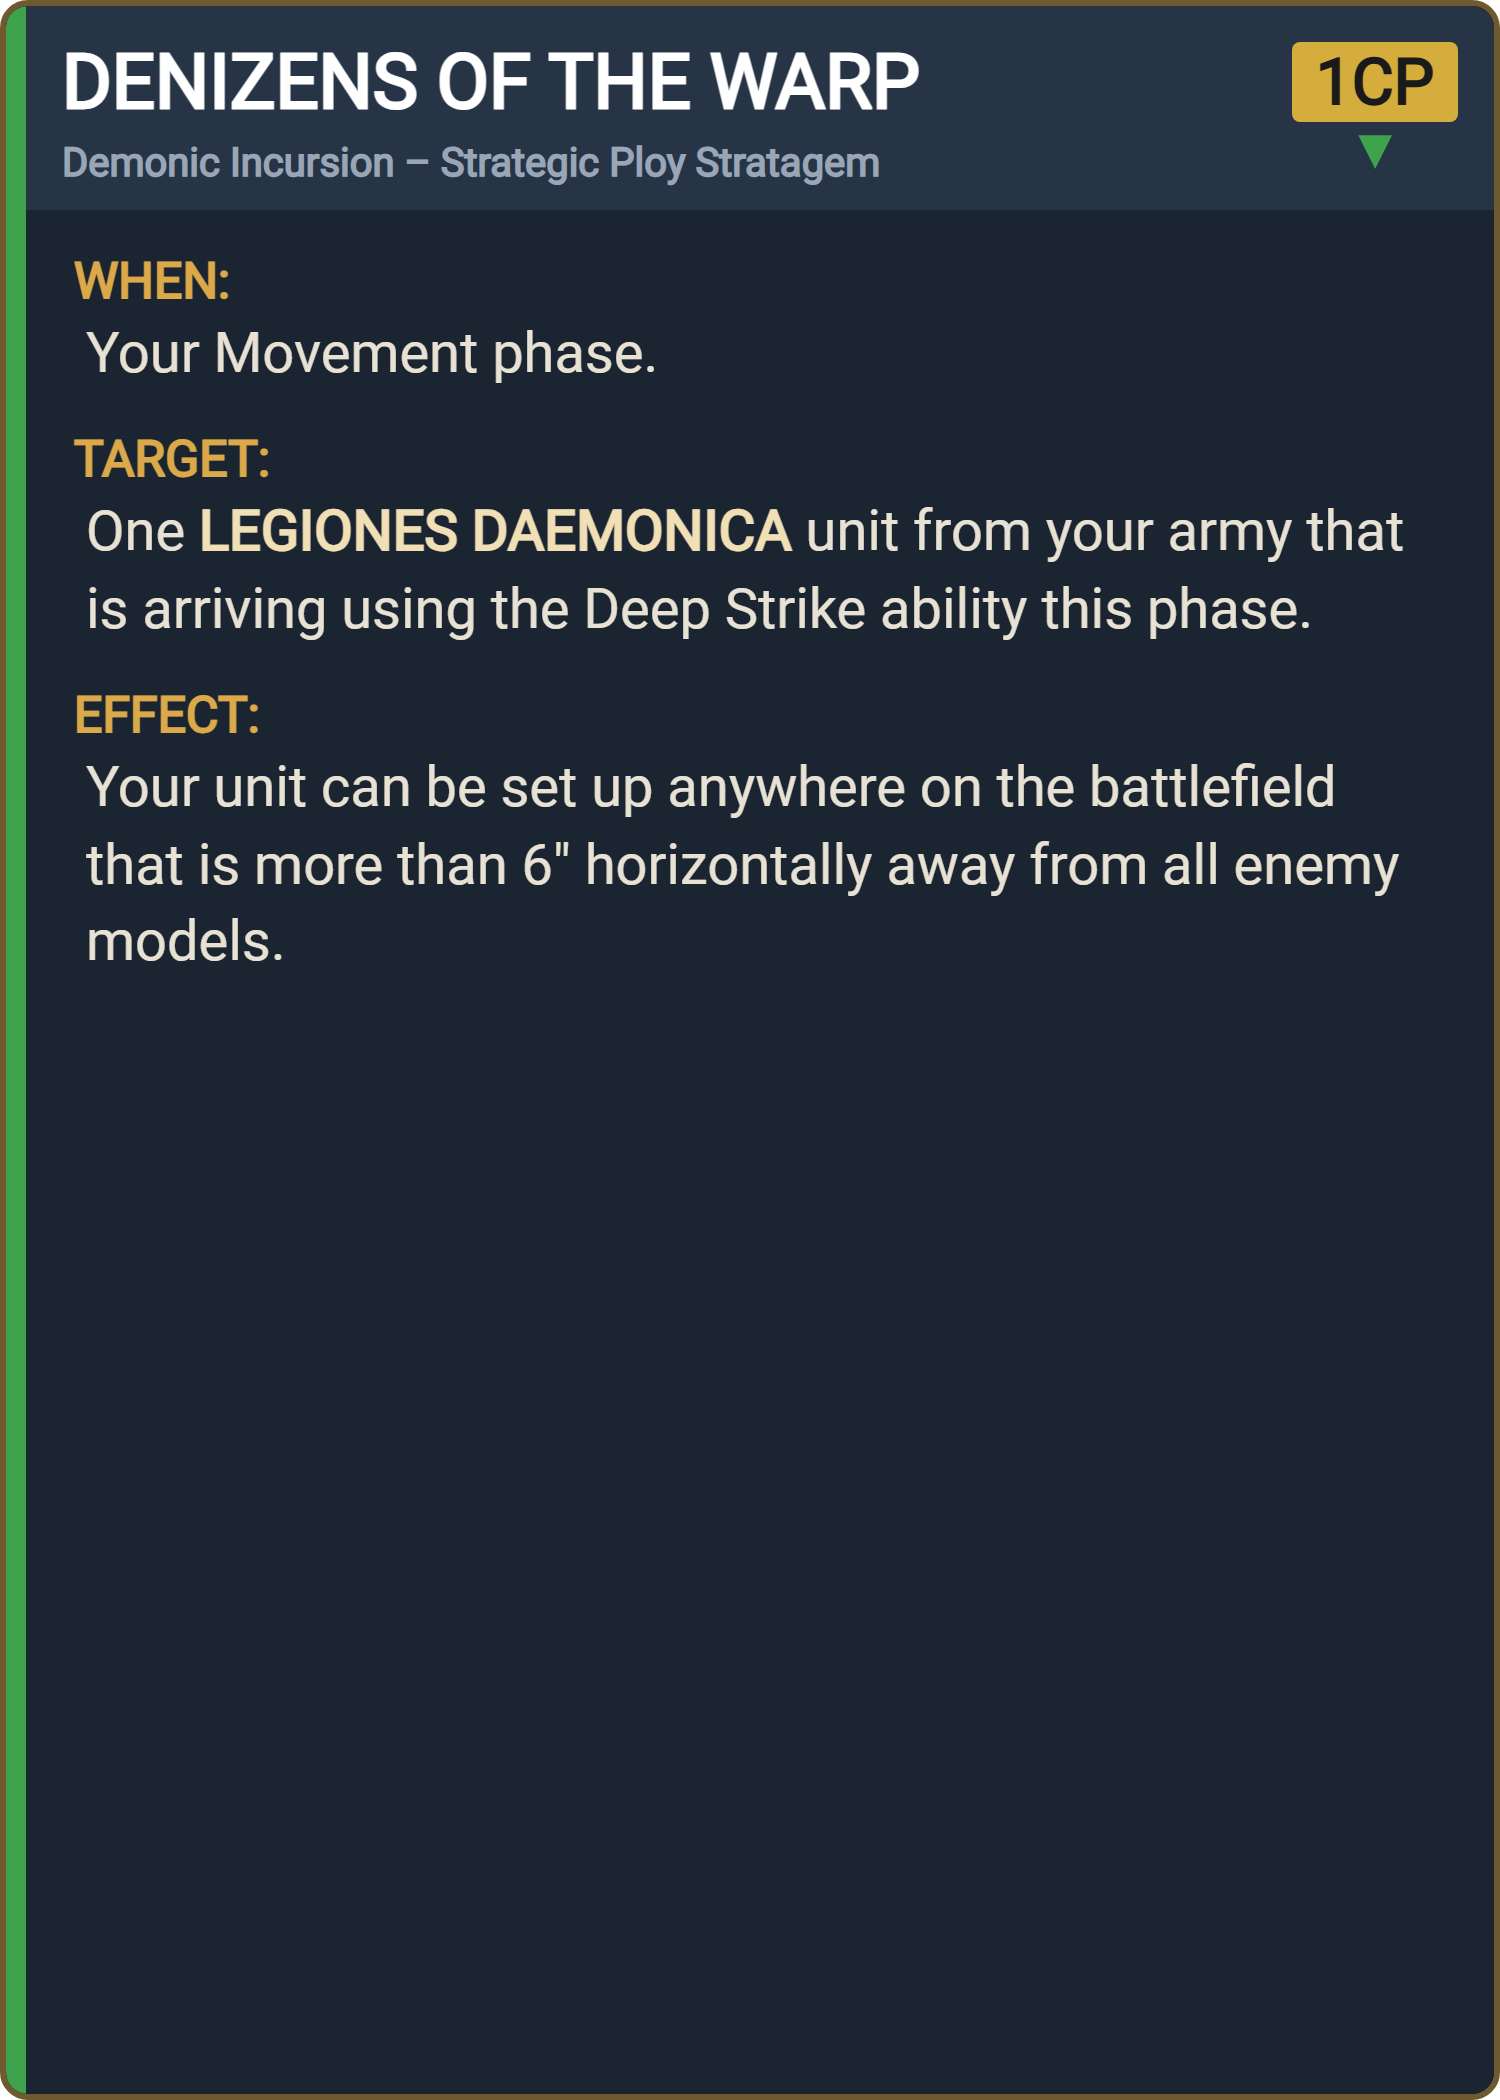 DENIZENS OF THE WARP
1CP
Demonic Incursion – Strategic Ploy Stratagem
WHEN:
Your Movement phase.
TARGET:
One LEGIONES DAEMONICA unit from your army that
is arriving using the Deep Strike ability this phase.
EFFECT:
Your unit can be set up anywhere on the battlefield
that is more than 6" horizontally away from all enemy
models.